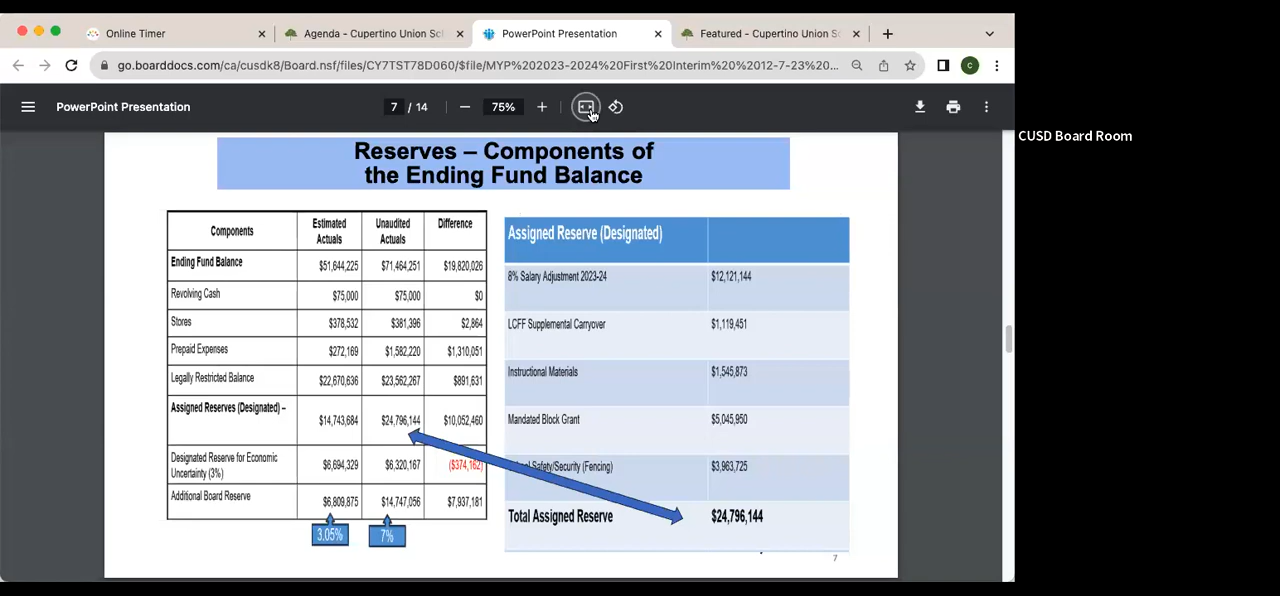 Online Timer
Agenda - Cupertino Union Sc
PowerPoint Presentation
Featured - Cupertino Union S
go.boarddocs.com/ca/cusdk8/Board.nsf/files/CY7TST78D060/$file/MYP%202023-2024%20First%20Interim%20%2012-7-23%20...
C
PowerPoint Presentation
7 / 14
75%
CUSD Board Room
Reserves – Components of
the Ending Fund Balance
Components Estimated Actuals Unaudited Actuals Difference
Ending Fund Balance $51,644,225 $71,464,251 $19,820,026
Revolving Cash $75,000 $75,000 $0
Stores $378,532 $381,396 $2,864
Prepaid Expenses $272,169 $1,582,220 $1,310,051
Legally Restricted Balance $22,670,636 $23,562,267 $891,631
Assigned Reserves (Designated) – $14,743,684 $24,796,144 $10,052,460
Designated Reserve for Economic Uncertainty (3%) $6,694,329 $6,320,167 ($374,162)
Additional Board Reserve $6,809,875 $14,747,056 $7,937,181
3.05% 7%
Assigned Reserve (Designated)
8% Salary Adjustment 2023-24 $12,121,144
LCFF Supplemental Carryover $1,119,451
Instructional Materials $1,545,873
Mandated Block Grant $5,045,950
Safety/Security (Fencing) $3,963,725
Total Assigned Reserve $24,796,144
7